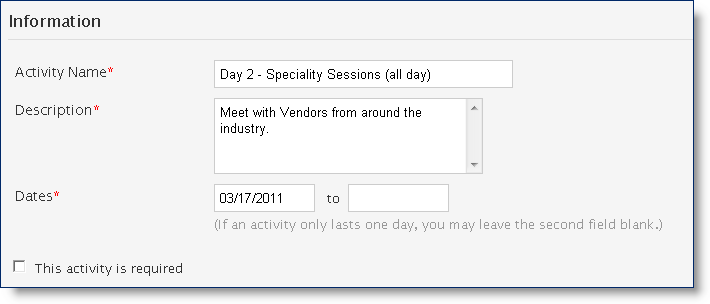 Information
Activity Name*
Day 2 - Speciality Sessions (all day)
Description*
Meet with Vendors from around the
industry.
Dates*
03/17/2011 to
(If an activity only lasts one day, you may leave the second field blank.)
This activity is required